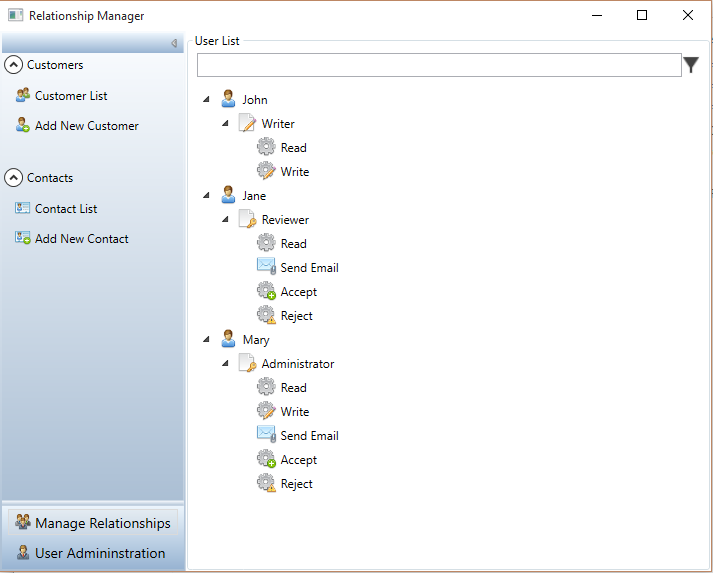 Relationship Manager
Customers
Customer List
Add New Customer
Contacts
Contact List
Add New Contact
Manage Relationships
User Admininstration
User List
John
Writer
Read
Write
Jane
Reviewer
Read
Send Email
Accept
Reject
Mary
Administrator
Read
Write
Send Email
Accept
Reject